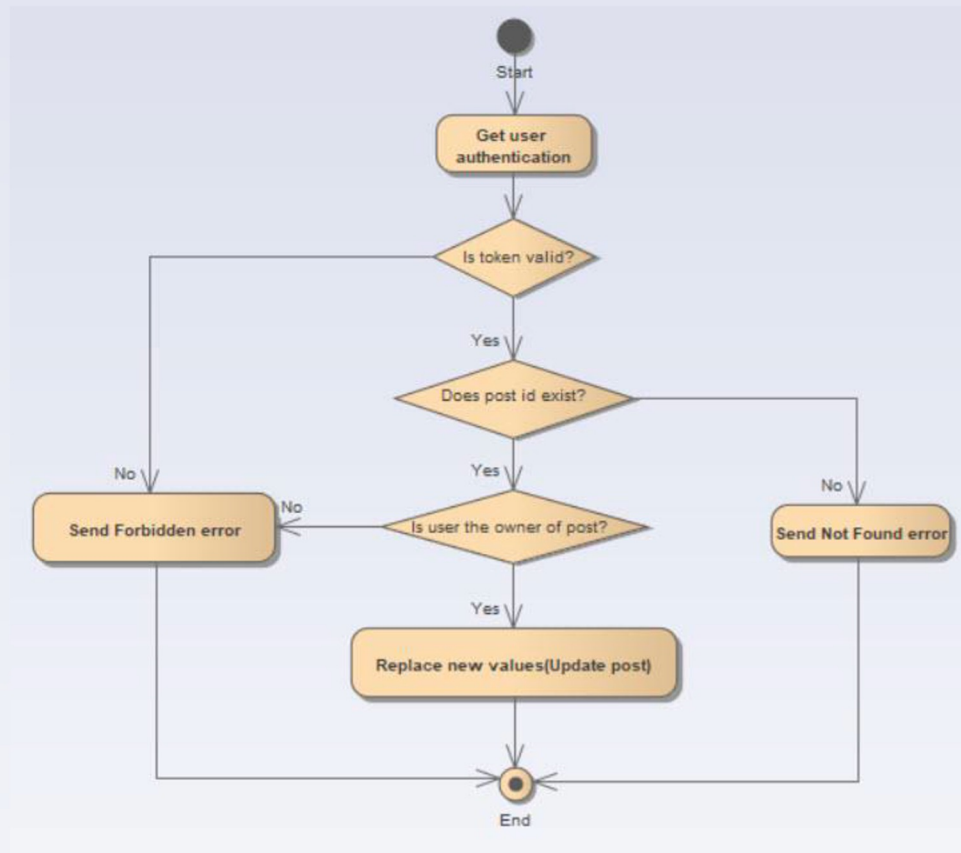 Start
Get user
authentication
Is token valid?
Yes
Does post id exist?
Yes
No
No
No
Send Forbidden error
Is user the owner of post?
Send Not Found error
Yes
Replace new values(Update post)
End